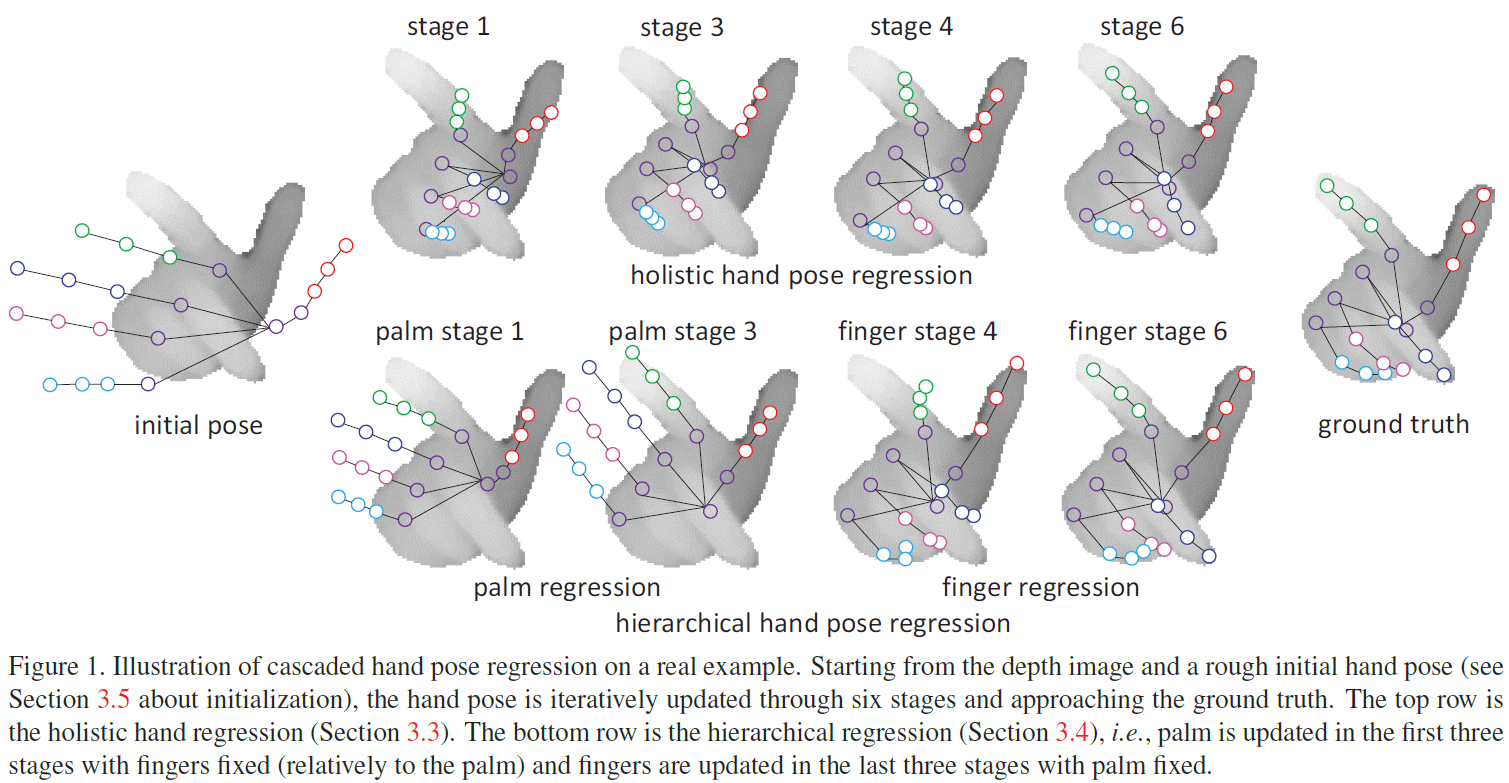 stage 1
stage 3
stage 4
stage 6
holistic hand pose regression
initial pose
palm stage 1
palm stage 3
finger stage 4
finger stage 6
ground truth
palm regression
finger regression
hierarchical hand pose regression
Figure 1. Illustration of cascaded hand pose regression on a real example. Starting from the depth image and a rough initial hand pose (see
Section 3.5 about initialization), the hand pose is iteratively updated through six stages and approaching the ground truth. The top row is
the holistic hand regression (Section 3.3). The bottom row is the hierarchical regression (Section 3.4), i.e., palm is updated in the first three
stages with fingers fixed (relatively to the palm) and fingers are updated in the last three stages with palm fixed.